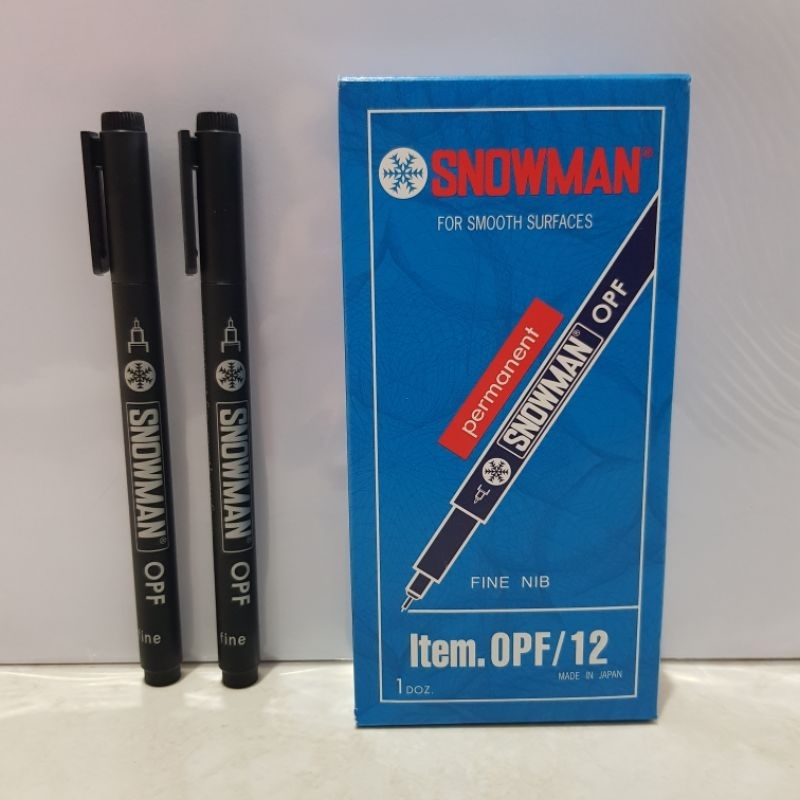 SNOWMAN
OPF
fine
SNOWMAN
OPF
fine
SNOWMAN®
FOR SMOOTH SURFACES
permanent
SNOWMAN® OPF
FINE NIB
Item. OPF/12
MADE IN JAPAN
1 DOZ.